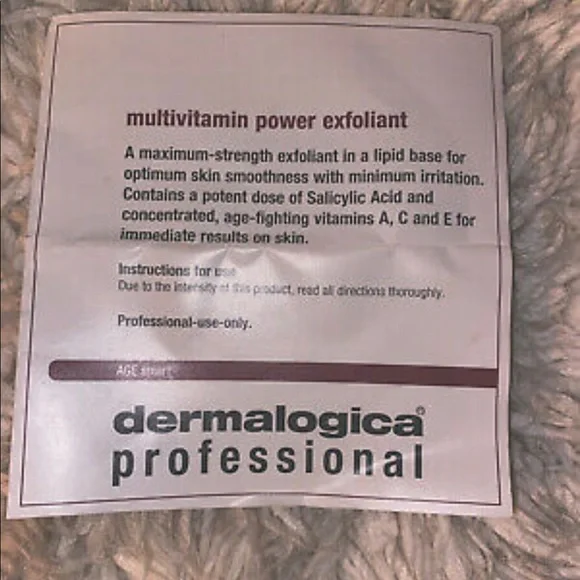 multivitamin power exfoliant
A maximum-strength exfoliant in a lipid base for
optimum skin smoothness with minimum irritation.
Contains a potent dose of Salicylic Acid and
concentrated, age-fighting vitamins A, C and E for
immediate results on skin.
Instructions for use
Due to the intensity of this product, read all directions thoroughly.
Professional-use-only.
AGE smart
dermalogica®
professional